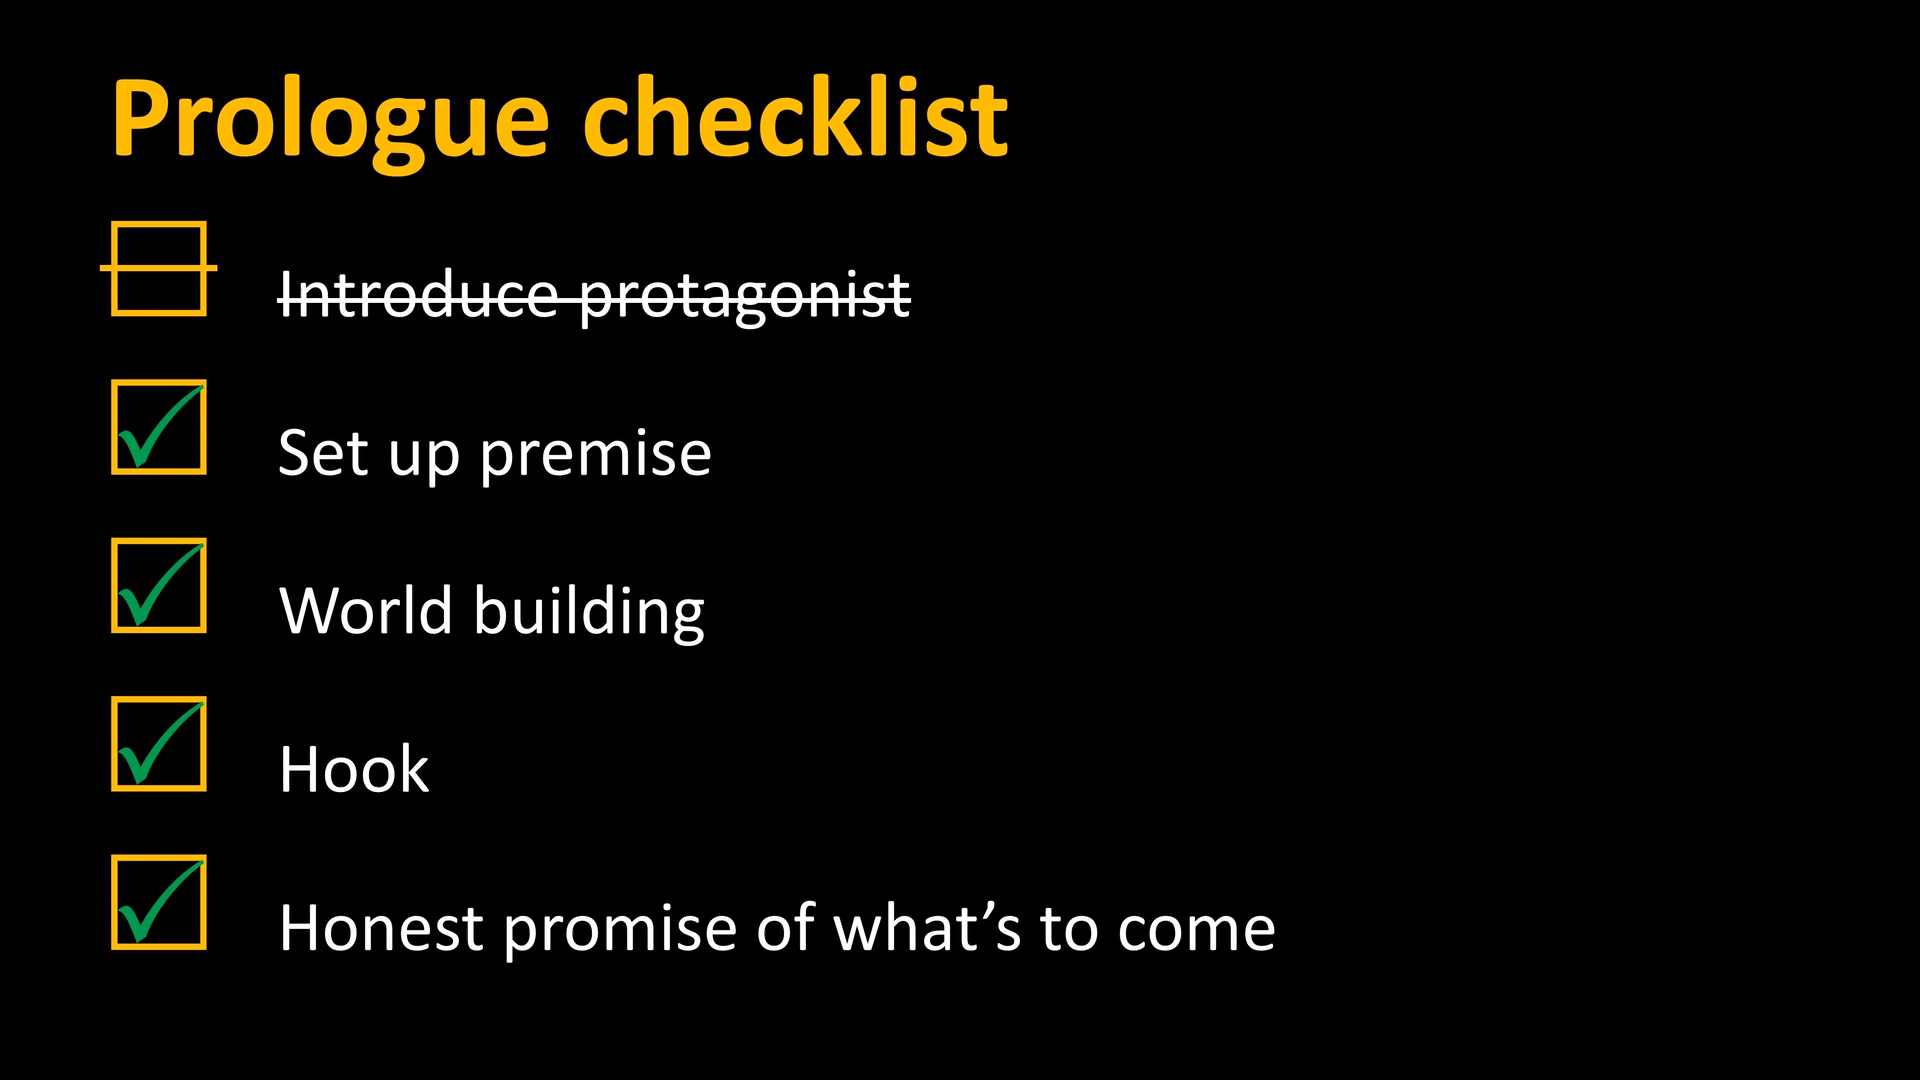 Prologue checklist
Introduce protagonist
Set up premise
World building
Hook
Honest promise of what’s to come